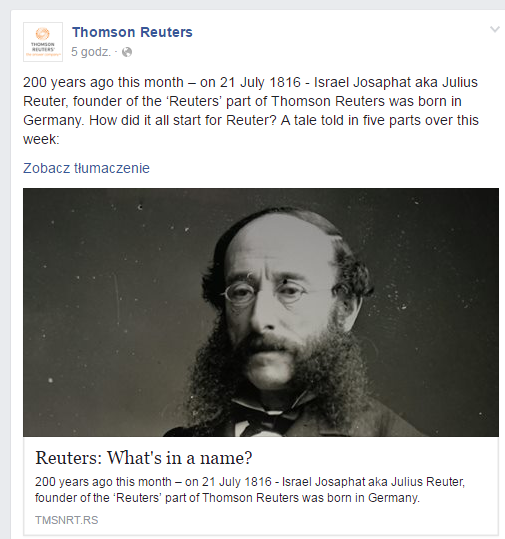 THOMSON
REUTERS
Thomson Reuters
5 godz. ·
200 years ago this month – on 21 July 1816 - Israel Josaphat aka Julius
Reuter, founder of the ‘Reuters’ part of Thomson Reuters was born in
Germany. How did it all start for Reuter? A tale told in five parts over this
week:
Zobacz tłumaczenie
Reuters: What's in a name?
200 years ago this month – on 21 July 1816 - Israel Josaphat aka Julius Reuter,
founder of the ‘Reuters’ part of Thomson Reuters was born in Germany.
TMSNRT.RS